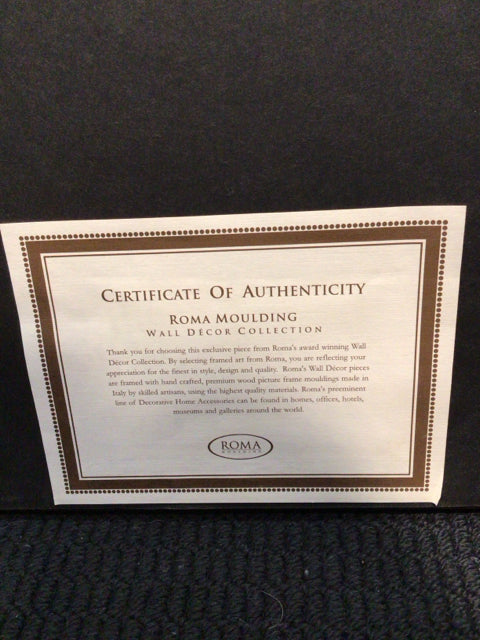 CERTIFICATE OF AUTHENTICITY
ROMA MOULDING
WALL DÉCOR COLLECTION
Thank you for choosing this exclusive piece from Roma's award winning Wall
Décor Collection. By selecting framed art from Roma, you are reflecting your
appreciation for the finest in style, design and quality. Roma's Wall Décor pieces
are framed with hand crafted, premium wood picture frame mouldings made in
Italy by skilled artisans, using the highest quality materials. Roma's preeminent
line of Decorative Home Accessories can be found in homes, offices, hotels,
museums and galleries around the world.
ROMA
MOULDING